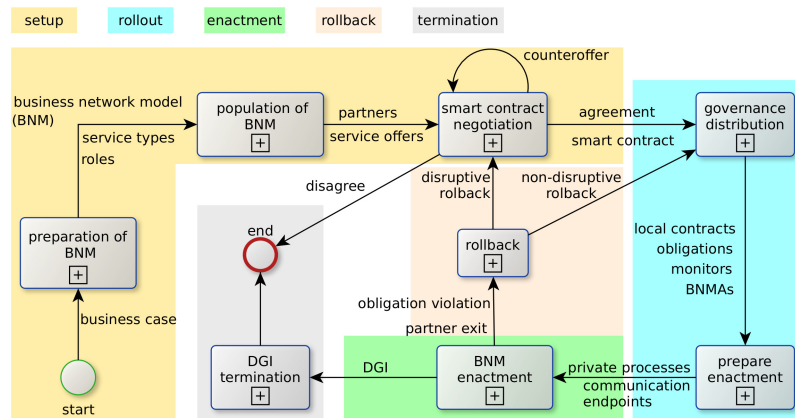 setup
rollout
enactment
rollback
termination
counteroffer
business network model
(BNM)
service types
roles
population of
BNM
partners
service offers
smart contract
negotiation
agreement
smart contract
governance
distribution
disagree
disruptive
rolback
non-disruptive
rolback
preparation of
BNM
end
rollback
local contracts
obligations
monitors
BNMAs
business case
obligation violation
partner exit
start
DGI
termination
DGI
BNM
enactment
private processes
communication
endpoints
prepare
enactment